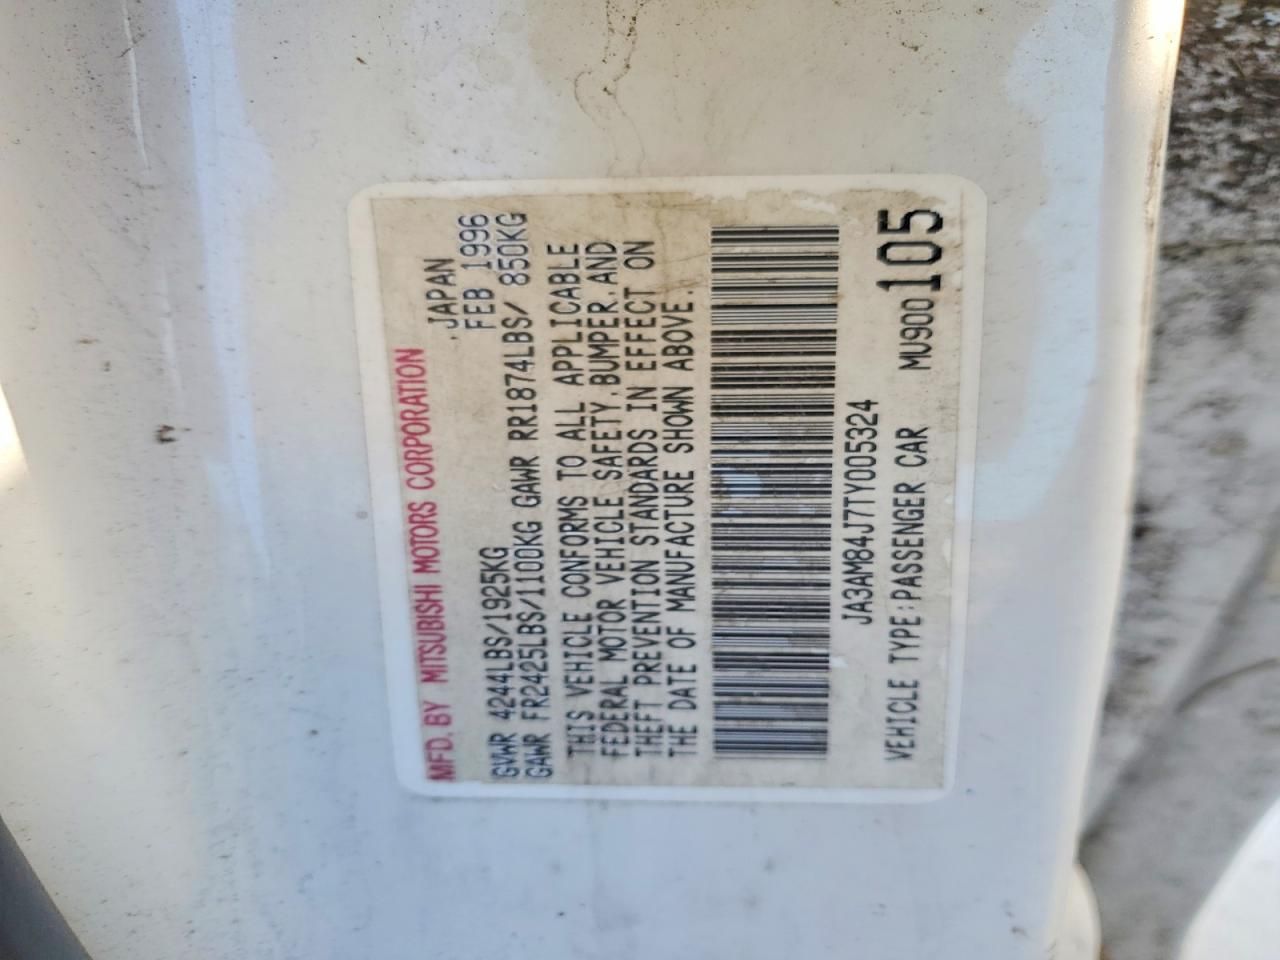 MFD. BY MITSUBISHI MOTORS CORPORATION
JAPAN
GVWR 4244LBS/1925KG FEB 1996
GAWR FR2425LBS/1100KG GAWR RR1874LBS/ 850KG
THIS VEHICLE CONFORMS TO ALL APPLICABLE
FEDERAL MOTOR VEHICLE SAFETY, BUMPER, AND
THEFT PREVENTION STANDARDS IN EFFECT ON
THE DATE OF MANUFACTURE SHOWN ABOVE.
JA3AM84J7TY005324
VEHICLE TYPE:PASSENGER CAR MU900105